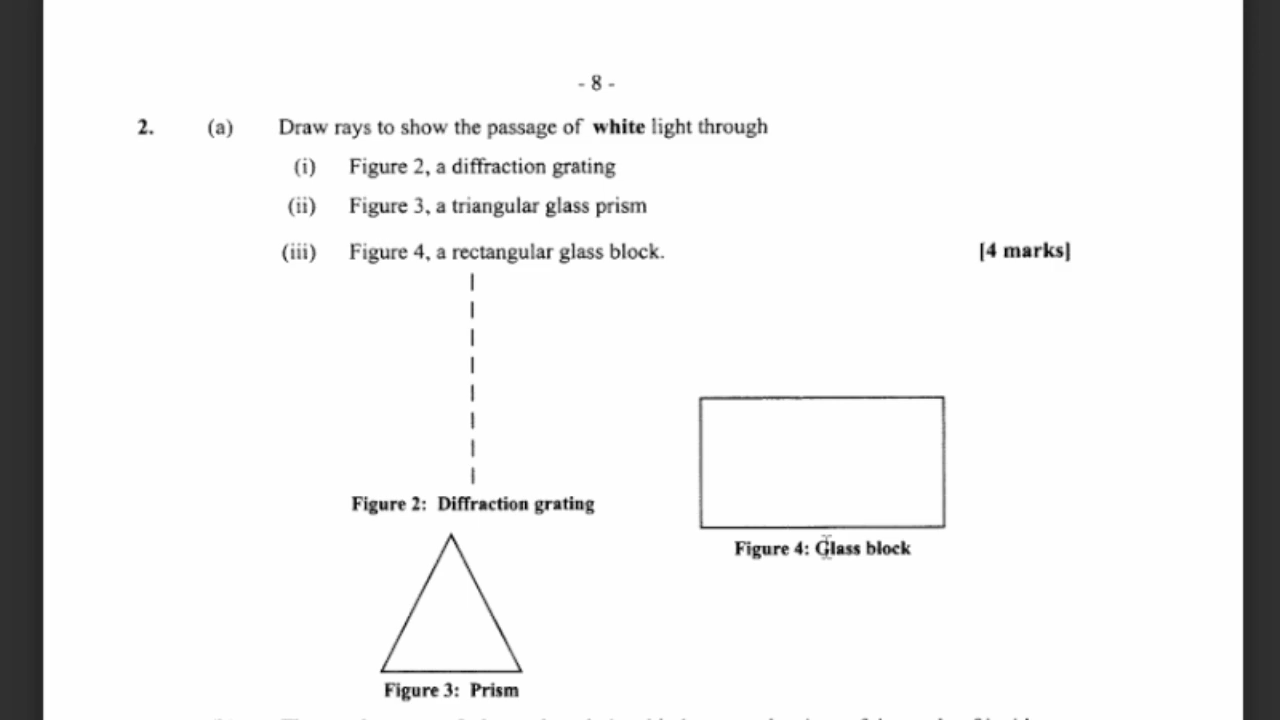 - 8 -
2. (a) Draw rays to show the passage of white light through
(i) Figure 2, a diffraction grating
(ii) Figure 3, a triangular glass prism
(iii) Figure 4, a rectangular glass block. [4 marks]
Figure 2: Diffraction grating
Figure 4: Glass block
Figure 3: Prism